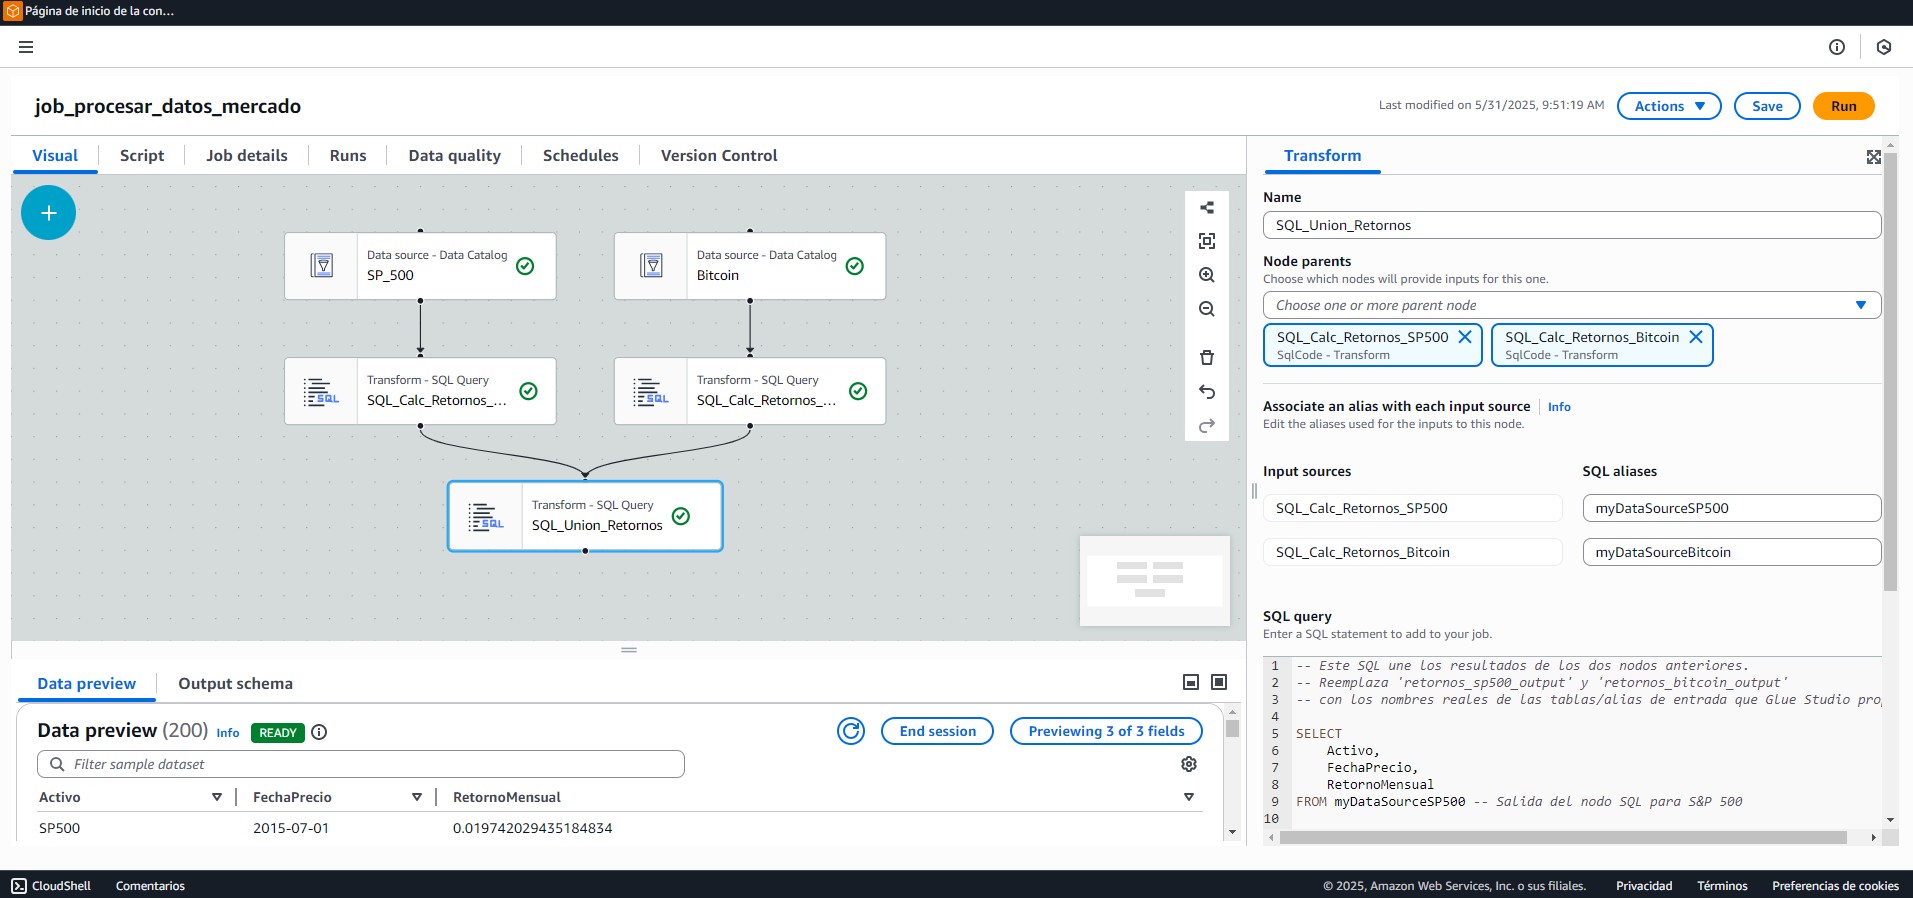 Página de inicio de la con...
job_procesar_datos_mercado
Last modified on 5/31/2025, 9:51:19 AM
Actions
Save
Run
Visual
Script
Job details
Runs
Data quality
Schedules
Version Control
Data source - Data Catalog
SP_500
Data source - Data Catalog
Bitcoin
Transform - SQL Query
SQL_Calc_Retornos_...
Transform - SQL Query
SQL_Calc_Retornos_...
Transform - SQL Query
SQL_Union_Retornos
Transform
Name
SQL_Union_Retornos
Node parents
Choose which nodes will provide inputs for this one.
Choose one or more parent node
SQL_Calc_Retornos_SP500
SqlCode - Transform
SQL_Calc_Retornos_Bitcoin
SqlCode - Transform
Associate an alias with each input source
Info
Edit the aliases used for the inputs to this node.
Input sources
SQL aliases
SQL_Calc_Retornos_SP500
myDataSourceSP500
SQL_Calc_Retornos_Bitcoin
myDataSourceBitcoin
SQL query
Enter a SQL statement to add to your job.
1 -- Este SQL une los resultados de los dos nodos anteriores.
2 -- Reemplaza 'retornos_sp500_output' y 'retornos_bitcoin_output'
3 -- con los nombres reales de las tablas/alias de entrada que Glue Studio pro
4
5 SELECT
6 Activo,
7 FechaPrecio,
8 RetornoMensual
9 FROM myDataSourceSP500 -- Salida del nodo SQL para S&P 500
10
Data preview
Output schema
Data preview (200) Info READY
End session
Previewing 3 of 3 fields
Filter sample dataset
Activo FechaPrecio RetornoMensual
SP500 2015-07-01 0.019742029435184834
CloudShell
Comentarios
© 2025, Amazon Web Services, Inc. o sus filiales.
Privacidad
Términos
Preferencias de cookies